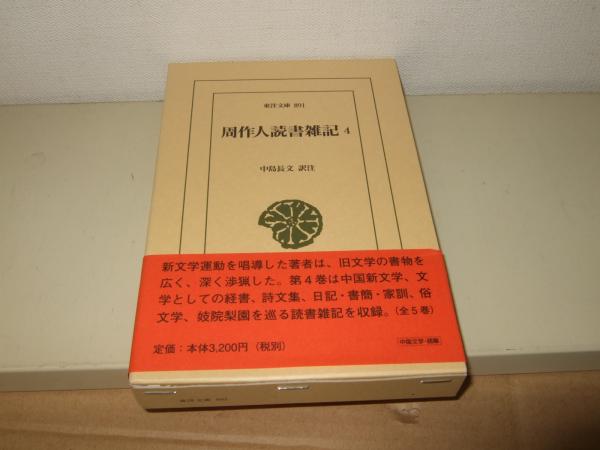 東洋文庫 891
周作人読書雑記 4
中島長文 訳注
新文学運動を唱導した著者は、旧文学の書物を
広く、深く渉猟した。第4巻は中国新文学、文
学としての経書、詩文集、日記・書簡・家訓、俗
文学、妓院梨園を巡る読書雑記を収録。(全5巻)
定価:本体3,200円(税別)
東洋文庫 891